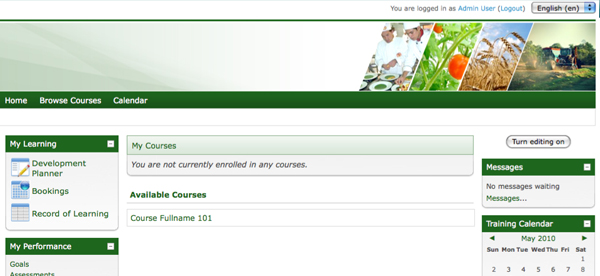 You are logged in as Admin User (Logout) English (en)
Home Browse Courses Calendar
My Learning
Development
Planner
Bookings
Record of Learning
My Performance
Goals
Assessments
My Courses
You are not currently enrolled in any courses.
Available Courses
Course Fullname 101
Turn editing on
Messages
No messages waiting
Messages...
Training Calendar
◄ May 2010 ►
Sun Mon Tue Wed Thu Fri Sat
1
2 3 4 5 6 7 8